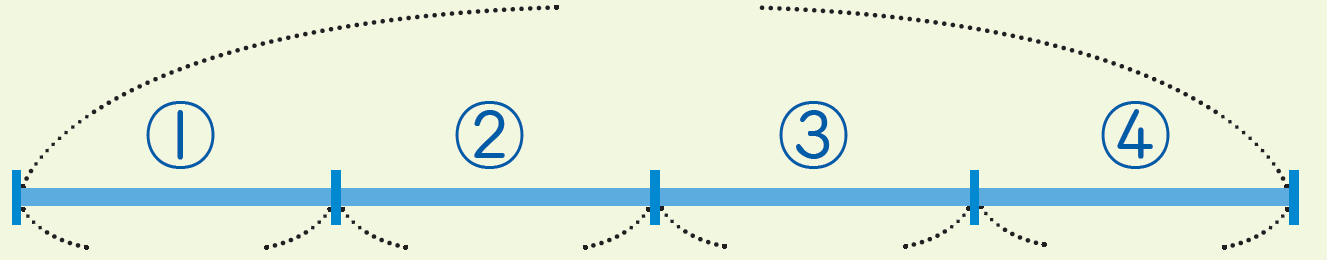 ① ② ③ ④